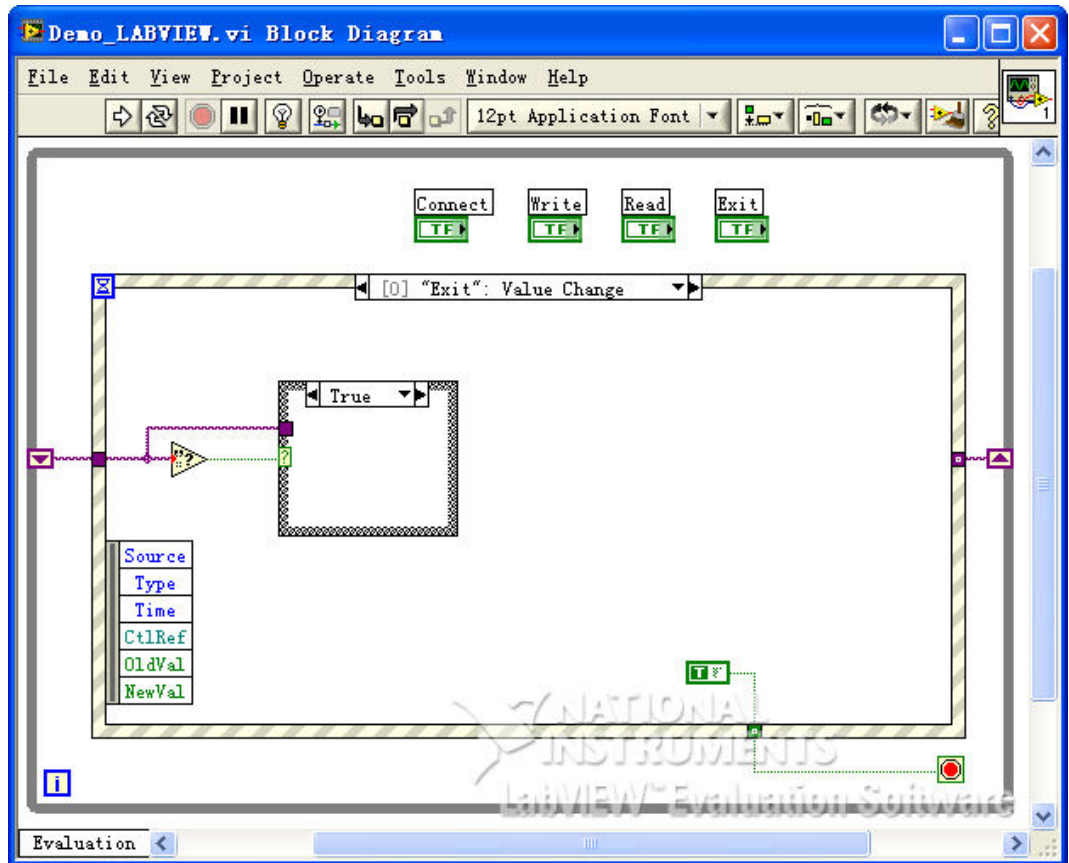 Demo_LABVIEW.vi Block Diagram
File Edit View Project Operate Tools Window Help
12pt Application Font
1
Connect Write Read Exit
TF TF TF TF
[0] "Exit": Value Change
True
?
Source
Type
Time
CtlRef
OldVal
NewVal
T
NATIONAL
INSTRUMENTS
i
LabVIEW™ Evaluation Software
Evaluation